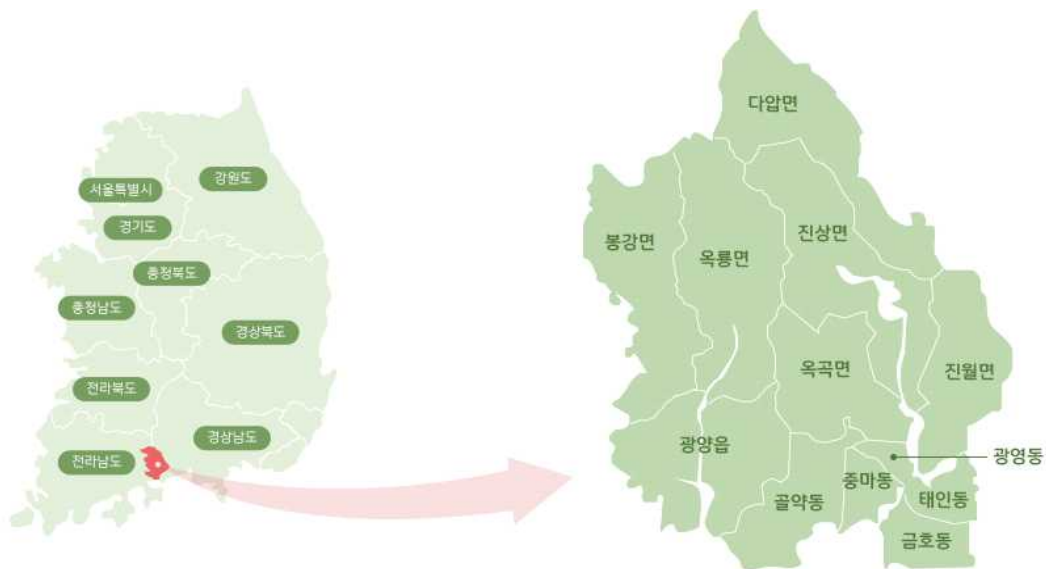 서울특별시
강원도
경기도
충청북도
충청남도
경상북도
전라북도
경상남도
전라남도
다압면
봉강면
옥룡면
진상면
옥곡면
진월면
광양읍
광영동
중마동
골약동
태인동
금호동